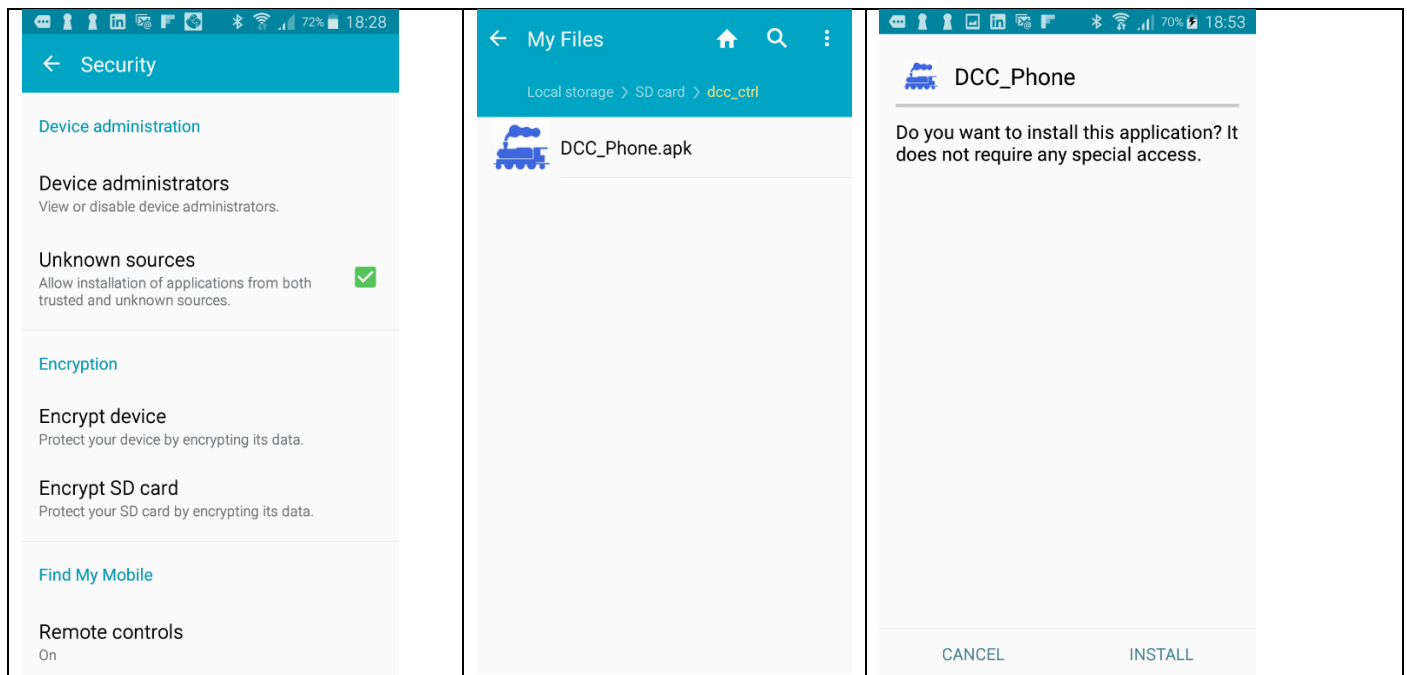 72% 18:28
Security
Device administration
Device administrators
View or disable device administrators.
Unknown sources
Allow installation of applications from both
trusted and unknown sources.
Encryption
Encrypt device
Protect your device by encrypting its data.
Encrypt SD card
Protect your SD card by encrypting its data.
Find My Mobile
Remote controls
On
My Files
Local storage > SD card > dcc_ctrl
DCC_Phone.apk
70% 18:53
DCC_Phone
Do you want to install this application? It
does not require any special access.
CANCEL INSTALL